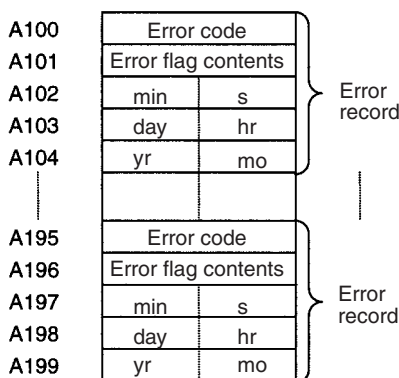 A100 Error code
A101 Error flag contents
A102 min s
A103 day hr
A104 yr mo
Error
record
A195 Error code
A196 Error flag contents
A197 min s
A198 day hr
A199 yr mo
Error
record